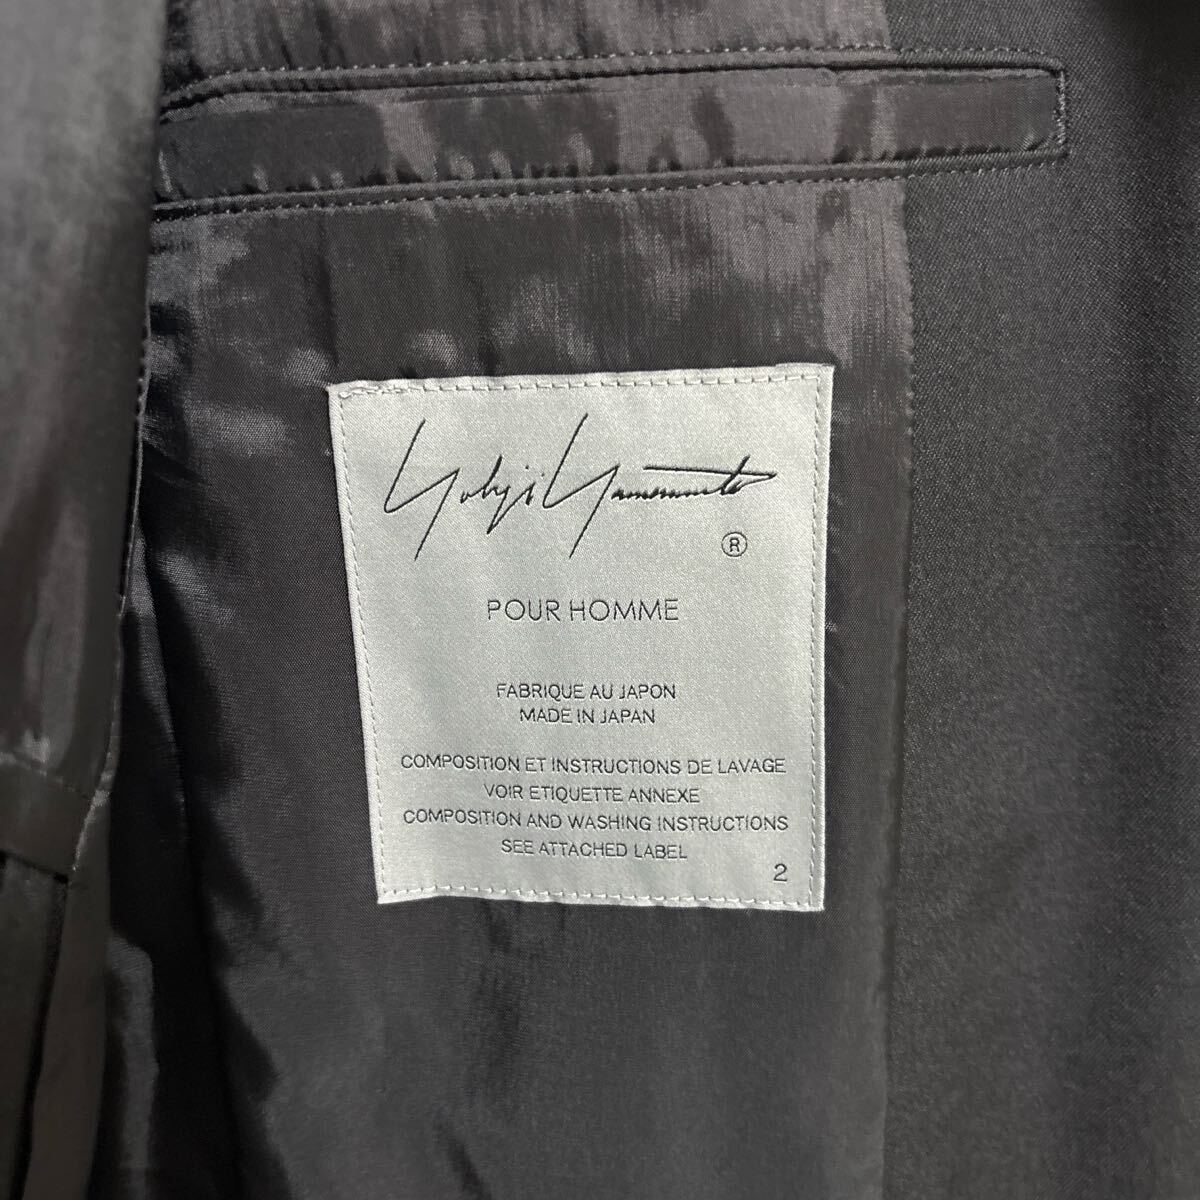 Yohji Yamamoto
®
POUR HOMME
FABRIQUE AU JAPON
MADE IN JAPAN
COMPOSITION ET INSTRUCTIONS DE LAVAGE
VOIR ETIQUETTE ANNEXE
COMPOSITION AND WASHING INSTRUCTIONS
SEE ATTACHED LABEL
2